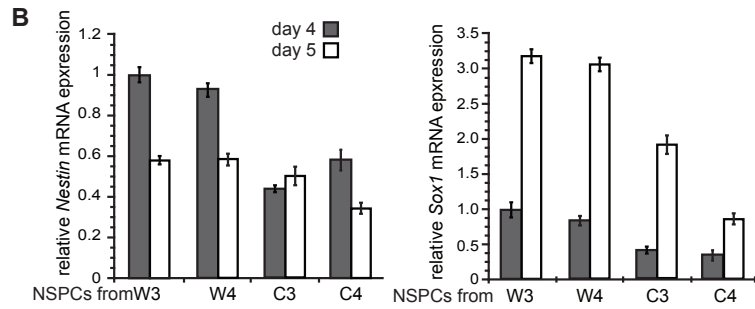 B
day 4
day 5
relative Nestin mRNA epxression
1.2
1
0.8
0.6
0.4
0.2
0
NSPCs from W3 W4 C3 C4
relative Sox1 mRNA epxression
3.5
3.0
2.5
2.0
1.5
1.0
0.5
0
NSPCs from W3 W4 C3 C4